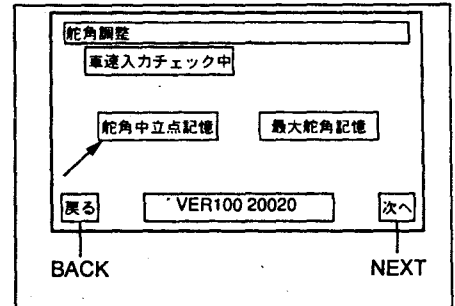 舵角調整
車速入力チェック中
舵角中立点記憶 最大舵角記憶
戻る VER100 20020 次へ
BACK NEXT